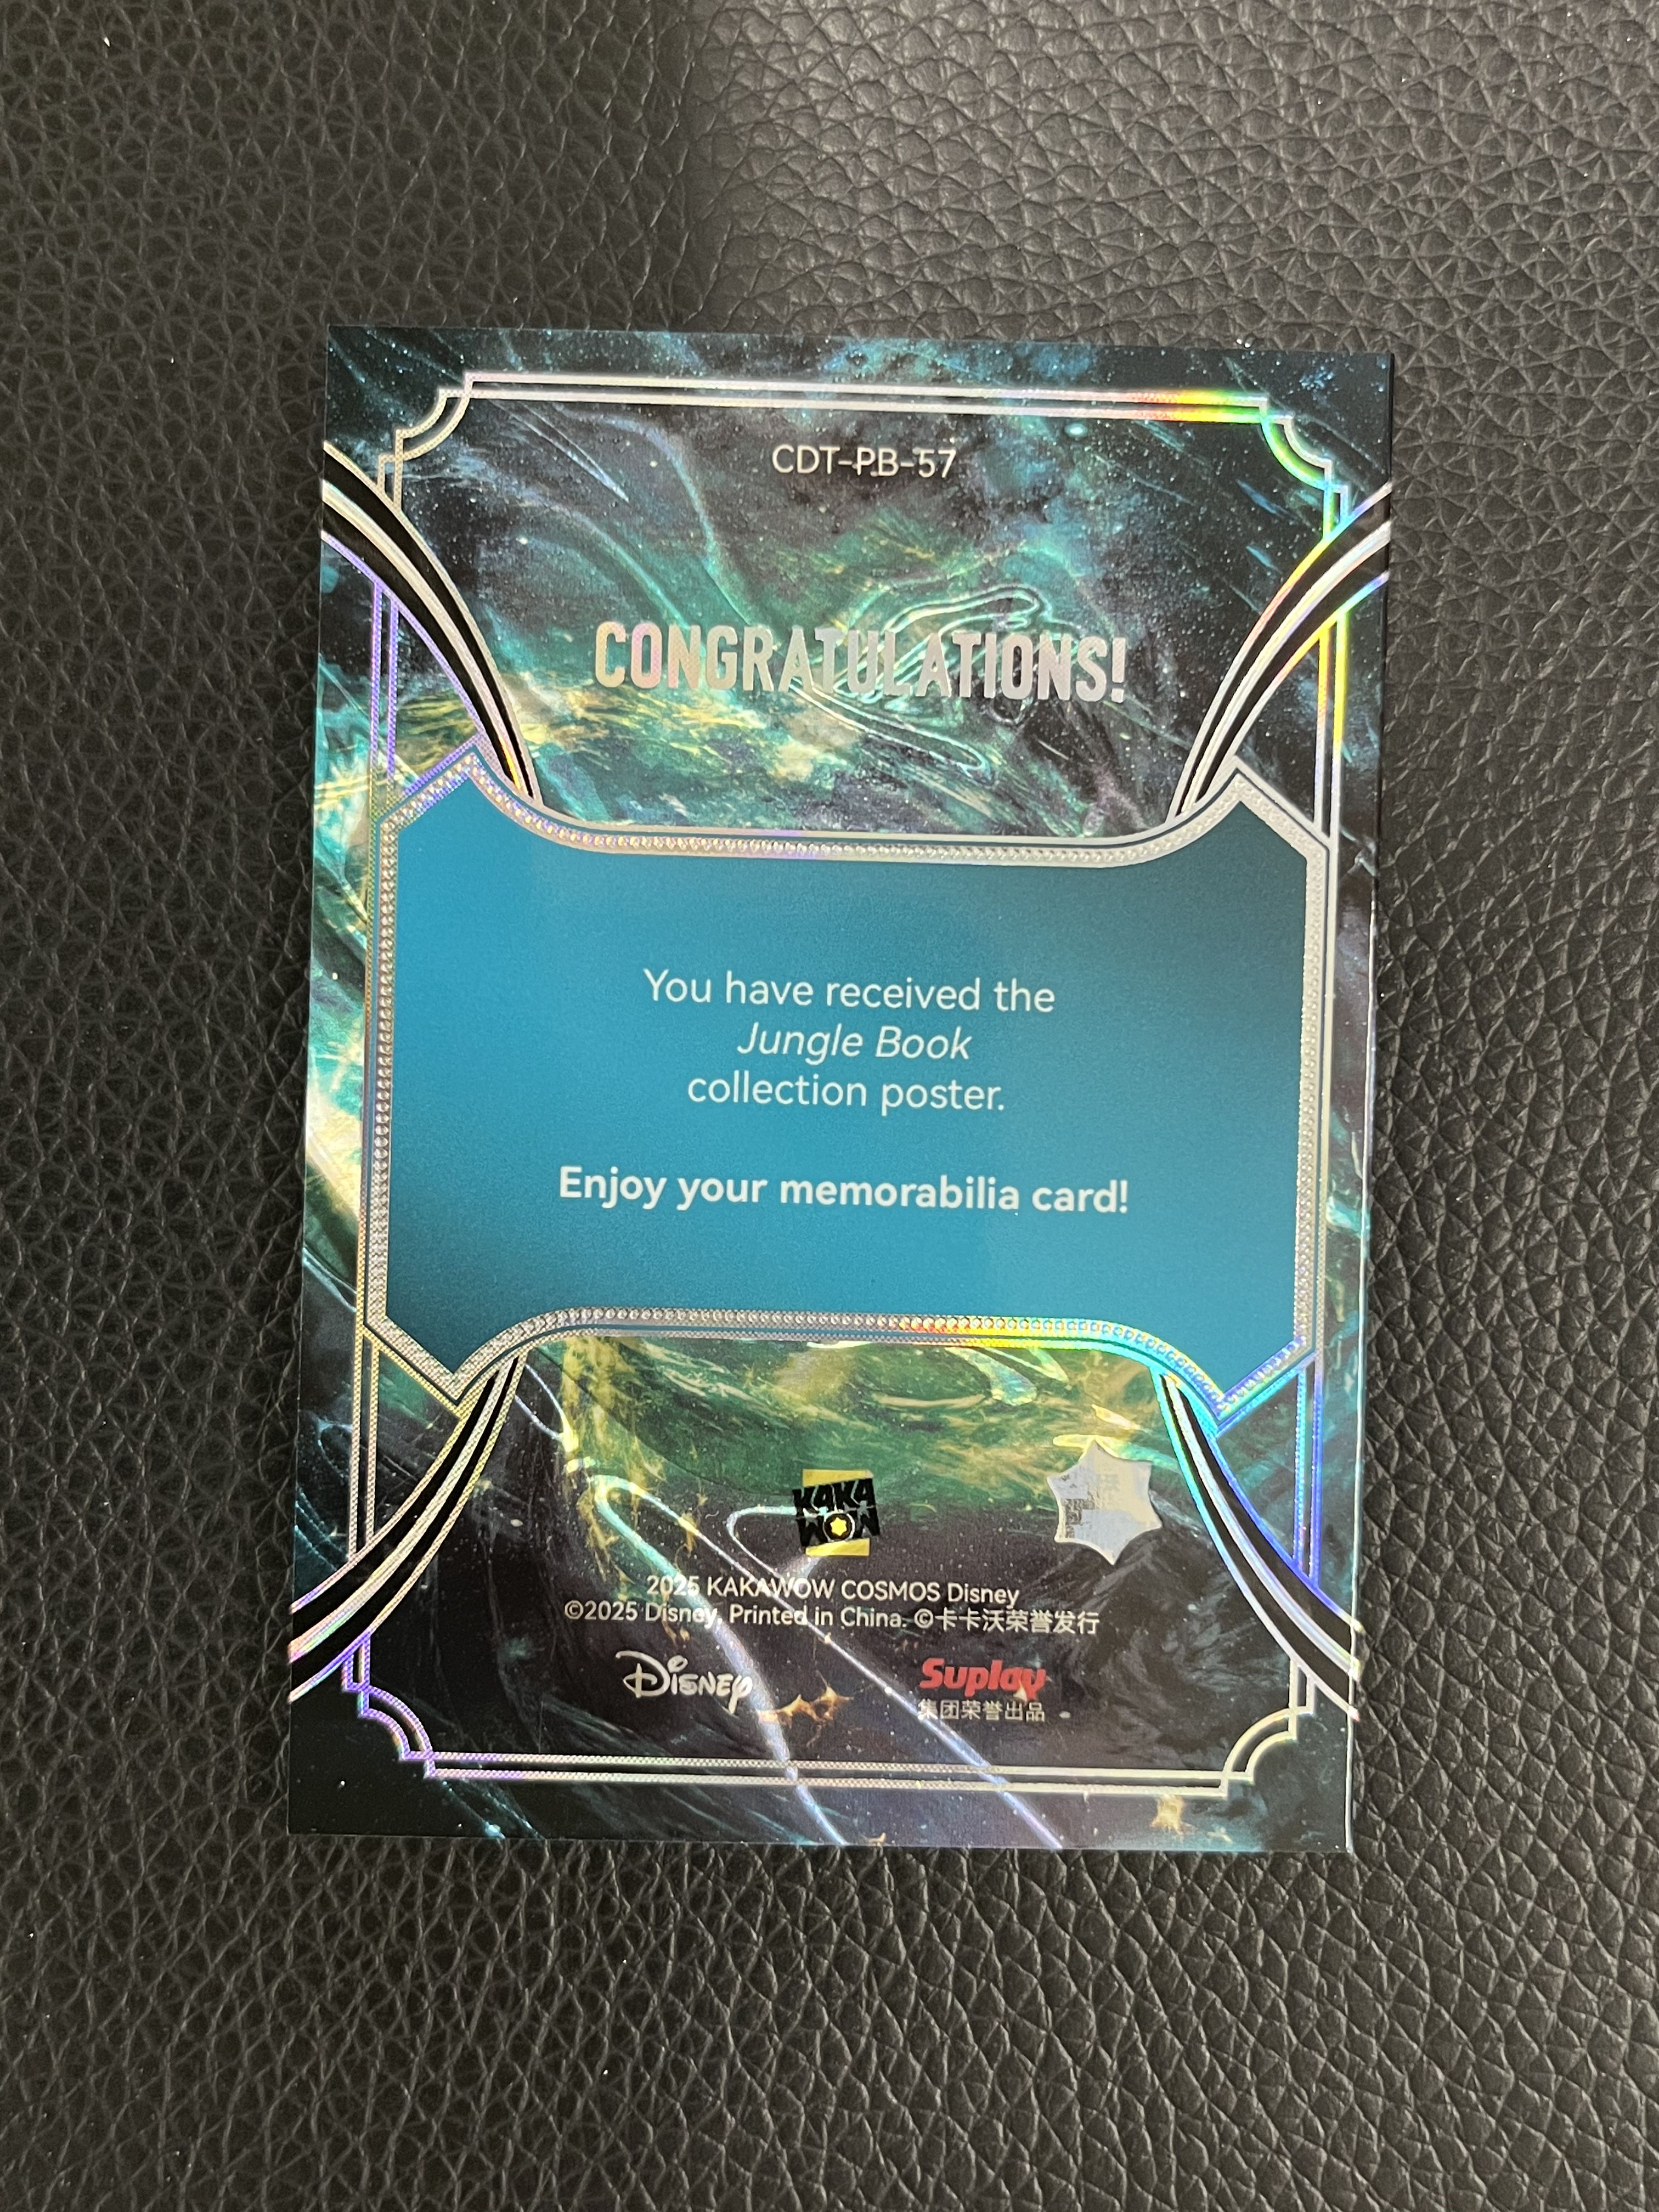 CDT-PB-57
CONGRATULATIONS!
You have received the
Jungle Book
collection poster.
Enjoy your memorabilia card!
KAKA
WOW
2025 KAKAWOW COSMOS Disney
©2025 Disney. Printed in China. ©卡卡沃荣誉发行
Disney
Suplay
集团荣誉出品